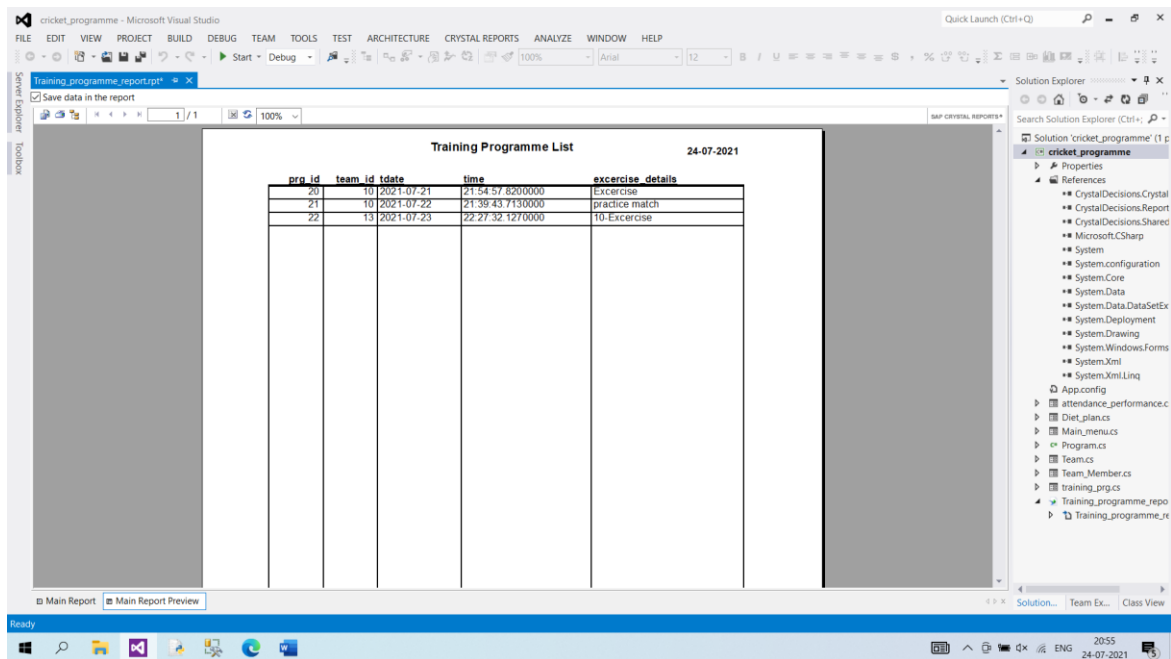 cricket_programme - Microsoft Visual Studio
Quick Launch (Ctrl+Q)
FILE EDIT VIEW PROJECT BUILD DEBUG TEAM TOOLS TEST ARCHITECTURE CRYSTAL REPORTS ANALYZE WINDOW HELP
Start Debug 100% Arial 12 B I U
Server Explorer
Toolbox
Training_programme_report.rpt*
Save data in the report
1 / 1 100%
SAP CRYSTAL REPORTS
Training Programme List
24-07-2021
prg_id team_id tdate time excercise_details
20 10 2021-07-21 21:54:57.8200000 Excercise
21 10 2021-07-22 21:39:43.7130000 practice match
22 13 2021-07-23 22:27:32.1270000 10-Excercise
Main Report Main Report Preview
Solution Explorer
Search Solution Explorer (Ctrl+;
Solution 'cricket_programme' (1 p
cricket_programme
Properties
References
CrystalDecisions.Crystal
CrystalDecisions.Report
CrystalDecisions.Shared
Microsoft.CSharp
System
System.configuration
System.Core
System.Data
System.Data.DataSetEx
System.Deployment
System.Drawing
System.Windows.Forms
System.Xml
System.Xml.Linq
App.config
attendance_performance.c
Diet_plan.cs
Main_menu.cs
Program.cs
Team.cs
Team_Member.cs
training_prg.cs
Training_programme_repo
Training_programme_re
Solution... Team Ex... Class View
Ready
ENG
20:55
24-07-2021
5